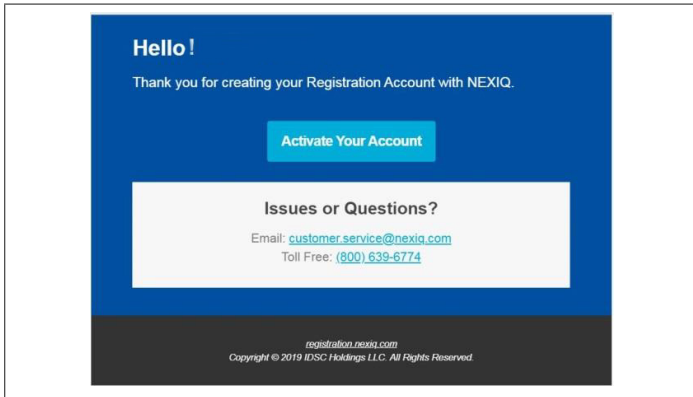 Hello!
Thank you for creating your Registration Account with NEXIQ.
Activate Your Account
Issues or Questions?
Email: customer.service@nexiq.com
Toll Free: (800) 639-6774
registration.nexiq.com
Copyright © 2019 IDSC Holdings LLC. All Rights Reserved.